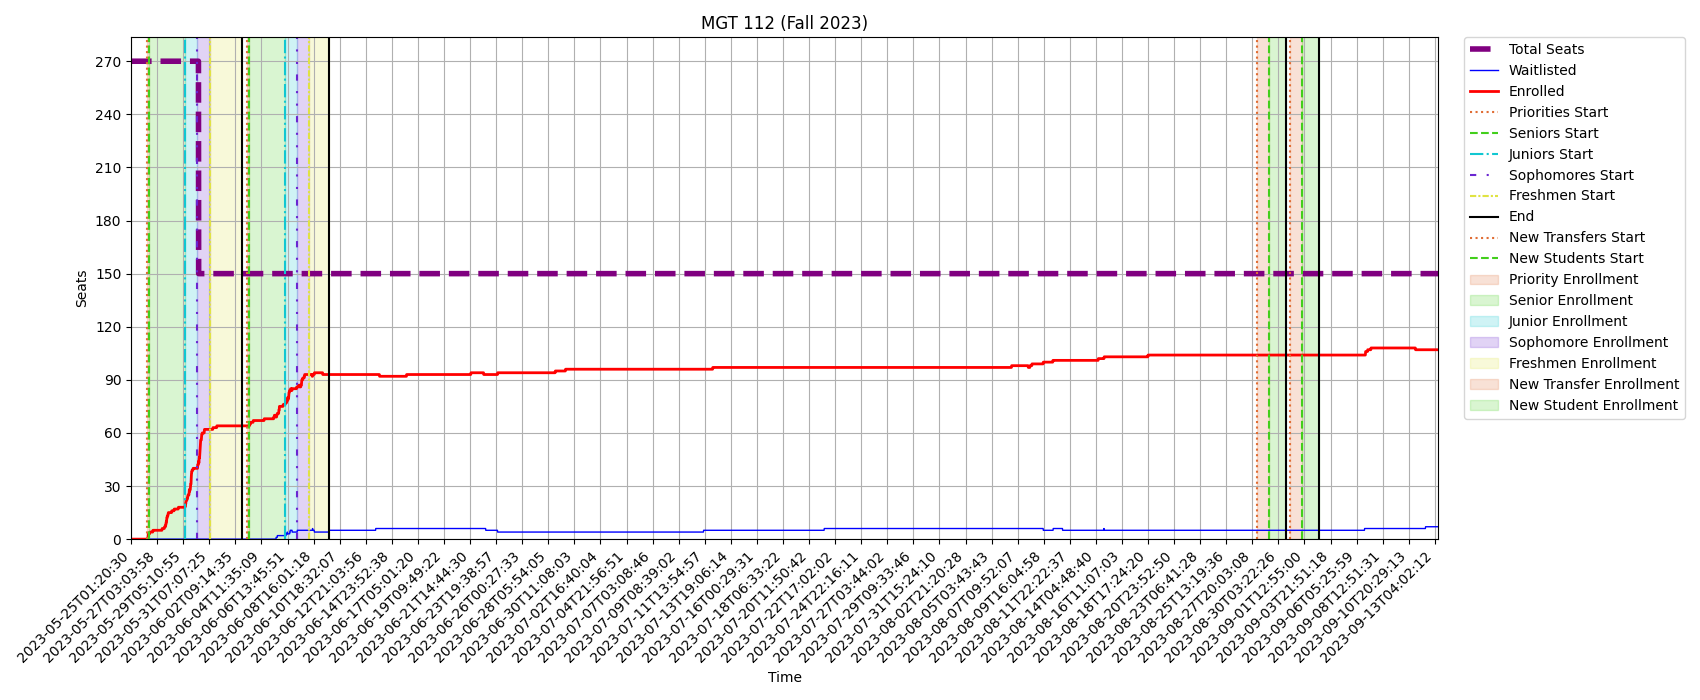 MGT 112 (Fall 2023)
Seats
270
240
210
180
150
120
90
60
30
0
2023-05-25T01:20:30
2023-05-27T03:03:58
2023-05-29T05:10:55
2023-05-31T07:07:25
2023-06-02T09:14:35
2023-06-04T11:35:09
2023-06-06T13:45:51
2023-06-08T16:01:18
2023-06-10T18:32:07
2023-06-12T21:03:56
2023-06-14T23:52:38
2023-06-17T05:01:20
2023-06-19T09:49:22
2023-06-21T14:44:30
2023-06-23T19:38:57
2023-06-26T00:27:33
2023-06-28T05:54:05
2023-06-30T11:08:03
2023-07-02T16:40:04
2023-07-04T21:56:51
2023-07-07T03:08:46
2023-07-09T08:39:02
2023-07-11T13:54:57
2023-07-13T19:06:14
2023-07-16T00:29:31
2023-07-18T06:33:22
2023-07-20T11:50:42
2023-07-22T17:02:02
2023-07-24T22:16:11
2023-07-27T03:44:02
2023-07-29T09:33:46
2023-07-31T15:24:10
2023-08-02T21:20:28
2023-08-05T03:43:43
2023-08-07T09:52:07
2023-08-09T16:04:58
2023-08-11T22:22:37
2023-08-14T04:48:40
2023-08-16T11:07:03
2023-08-18T17:24:20
2023-08-20T23:52:50
2023-08-23T06:41:28
2023-08-25T13:19:36
2023-08-27T20:03:08
2023-08-30T03:22:26
2023-09-01T12:55:00
2023-09-03T21:51:18
2023-09-06T05:25:59
2023-09-08T12:51:31
2023-09-10T20:29:13
2023-09-13T04:02:12
Time
Total Seats
Waitlisted
Enrolled
Priorities Start
Seniors Start
Juniors Start
Sophomores Start
Freshmen Start
End
New Transfers Start
New Students Start
Priority Enrollment
Senior Enrollment
Junior Enrollment
Sophomore Enrollment
Freshmen Enrollment
New Transfer Enrollment
New Student Enrollment